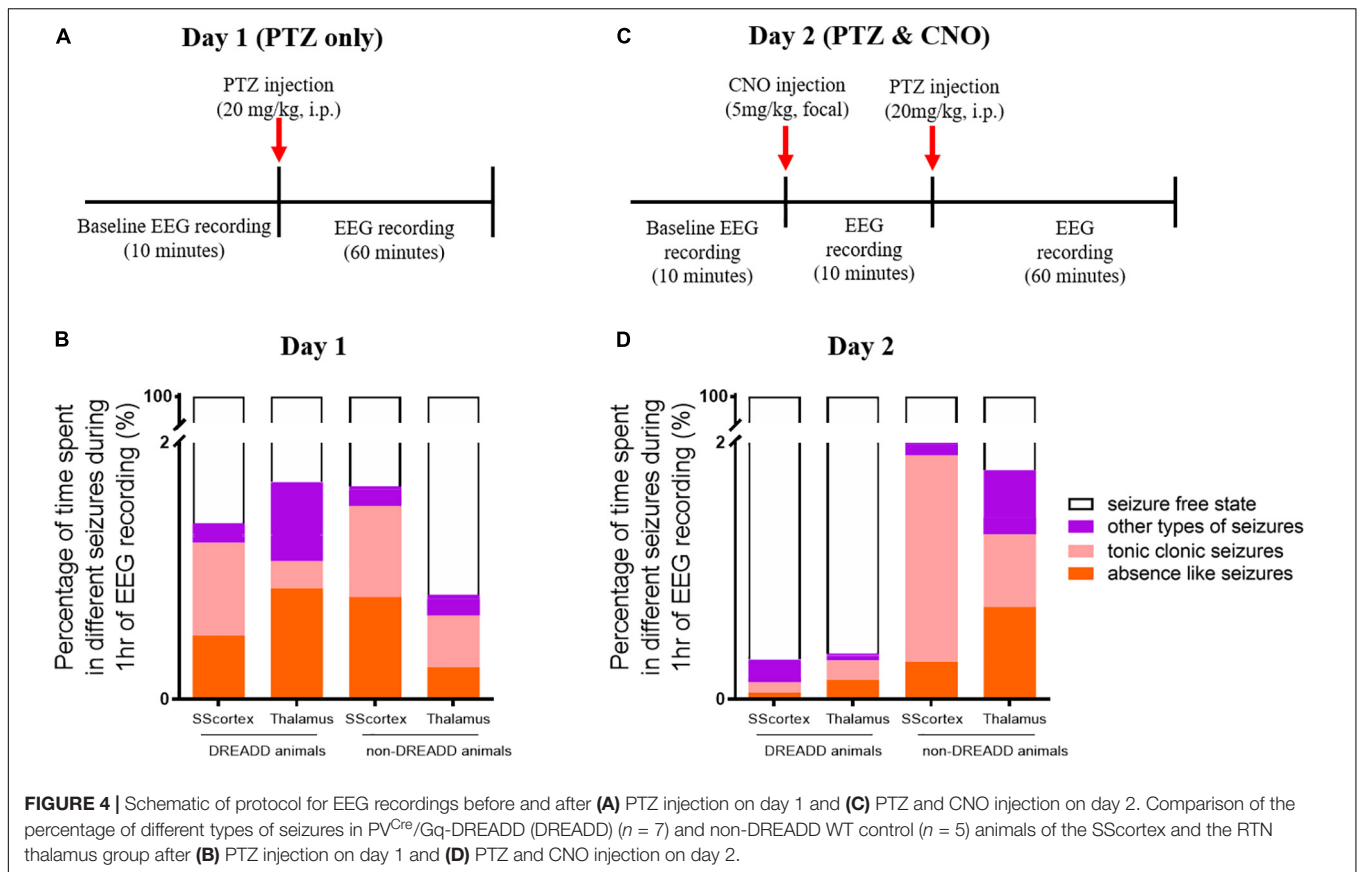 A
Day 1 (PTZ only)
PTZ injection
(20 mg/kg, i.p.)
Baseline EEG recording
(10 minutes)
EEG recording
(60 minutes)
C
Day 2 (PTZ & CNO)
CNO injection
(5mg/kg, focal)
PTZ injection
(20mg/kg, i.p.)
Baseline EEG
recording
(10 minutes)
EEG
recording
(10 minutes)
EEG
recording
(60 minutes)
B
Day 1
Percentage of time spent
in different seizures during
1hr of EEG recording (%)
100
2
0
SScortex
Thalamus
SScortex
Thalamus
DREADD animals
non-DREADD animals
D
Day 2
Percentage of time spent
in different seizures during
1hr of EEG recording (%)
100
2
0
SScortex
Thalamus
SScortex
Thalamus
DREADD animals
non-DREADD animals
seizure free state
other types of seizures
tonic clonic seizures
absence like seizures
FIGURE 4 | Schematic of protocol for EEG recordings before and after (A) PTZ injection on day 1 and (C) PTZ and CNO injection on day 2. Comparison of the
percentage of different types of seizures in PV^Cre/Gq-DREADD (DREADD) (n = 7) and non-DREADD WT control (n = 5) animals of the SScortex and the RTN
thalamus group after (B) PTZ injection on day 1 and (D) PTZ and CNO injection on day 2.